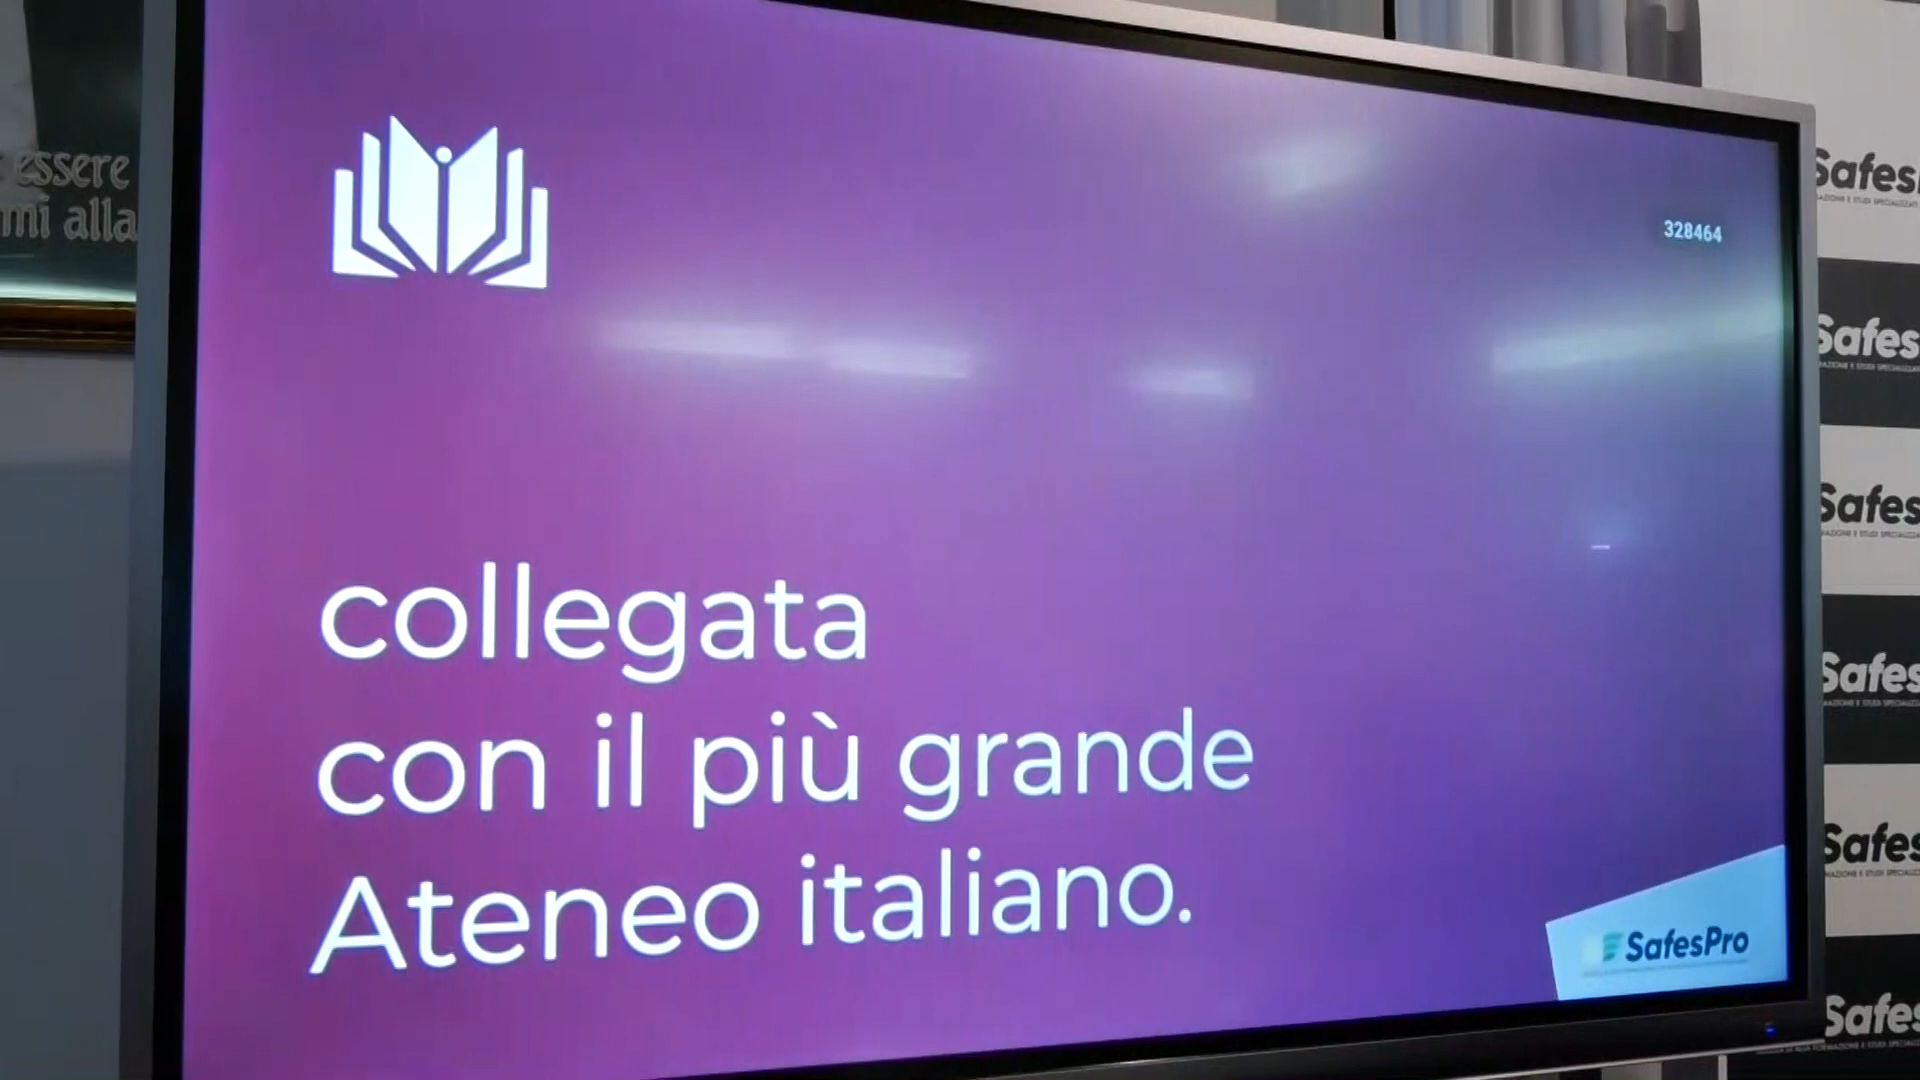 essere
mi alla
328464
collegata
con il più grande
Ateneo italiano.
SafesPro
Safes
Safes
Safes
Safes
Safes
Safes